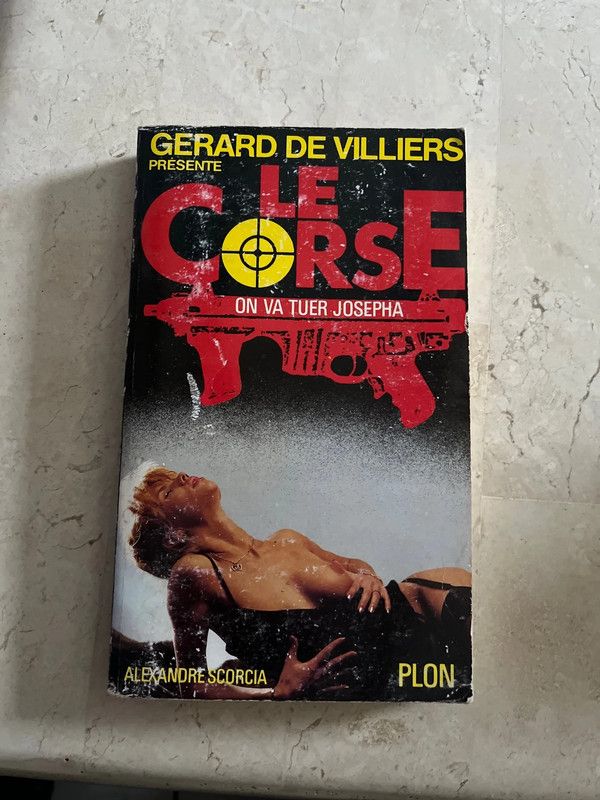 GERARD DE VILLIERS
PRÉSENTE
LE
CORSE
ON VA TUER JOSEPHA
ALEXANDRE SCORCIA
PLON